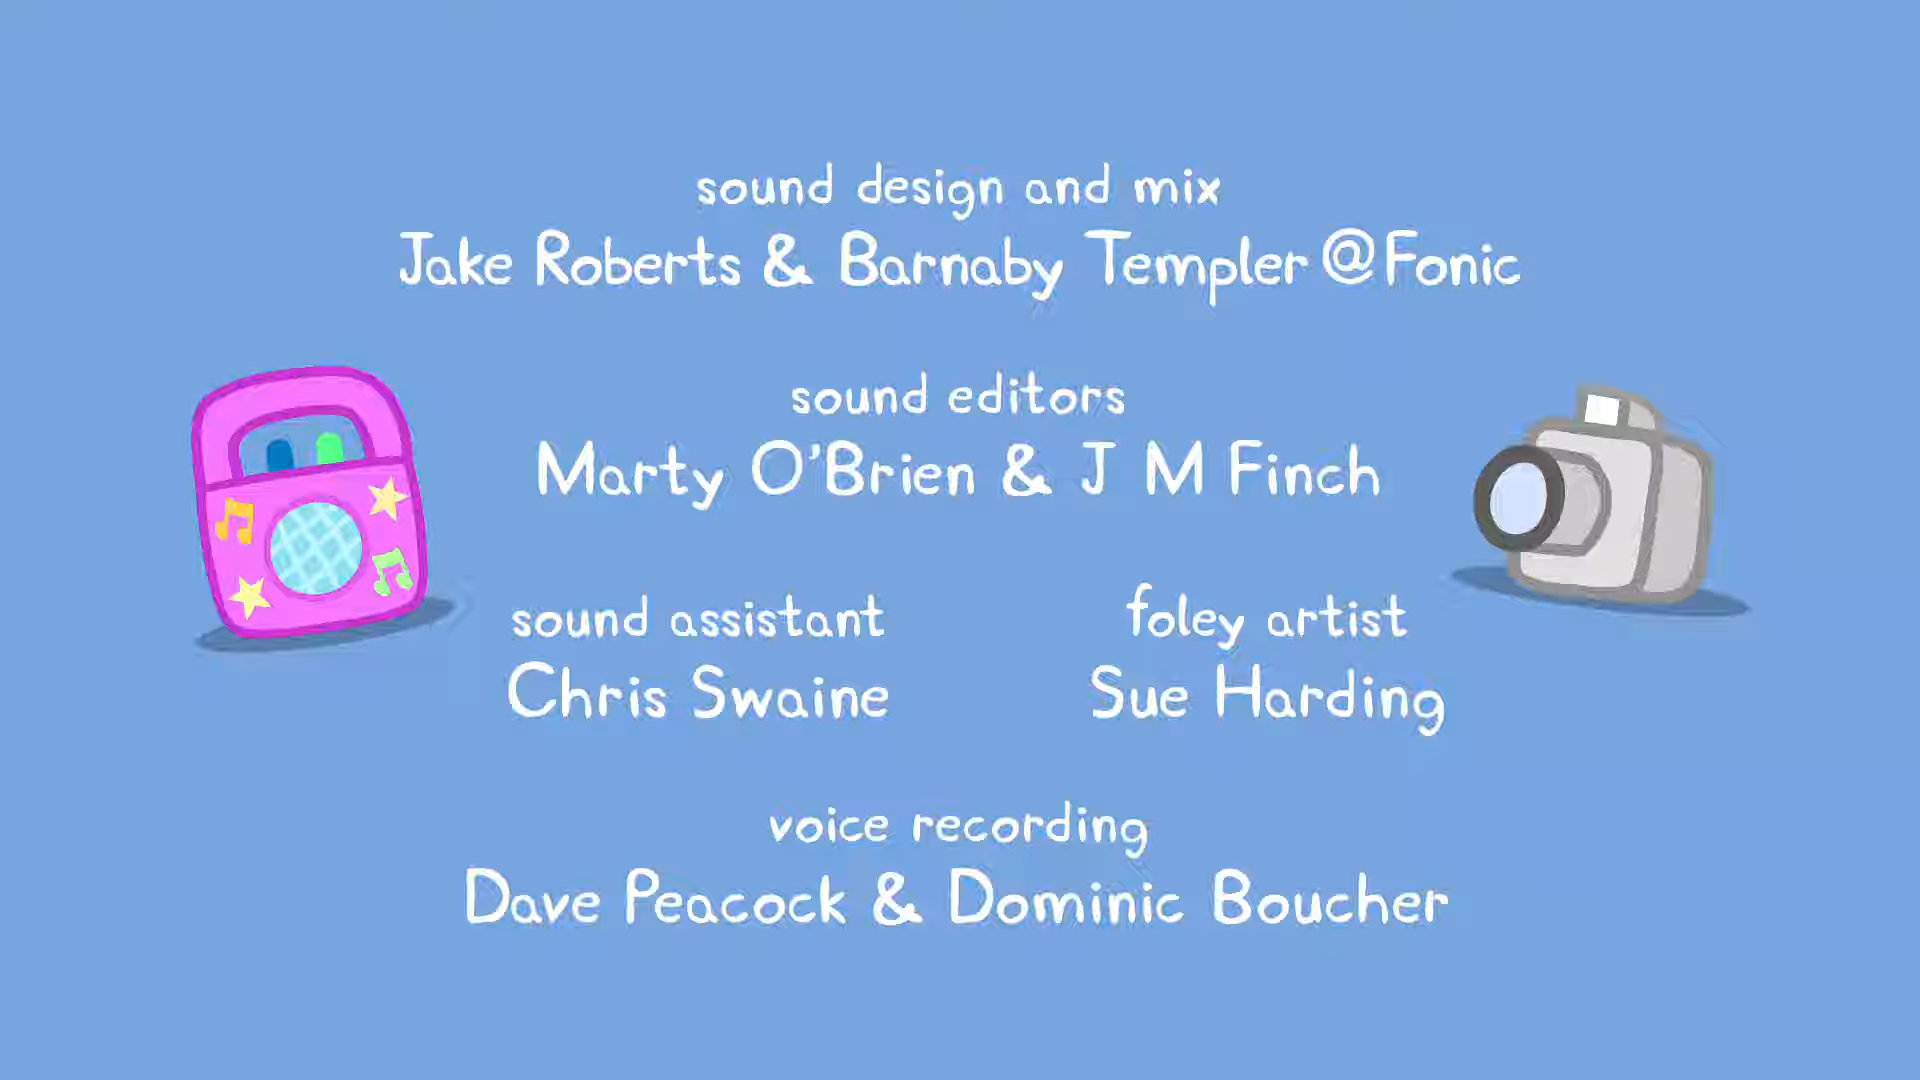 sound design and mix
Jake Roberts & Barnaby Templer @Fonic
sound editors
Marty O'Brien & J M Finch
sound assistant
Chris Swaine
foley artist
Sue Harding
voice recording
Dave Peacock & Dominic Boucher